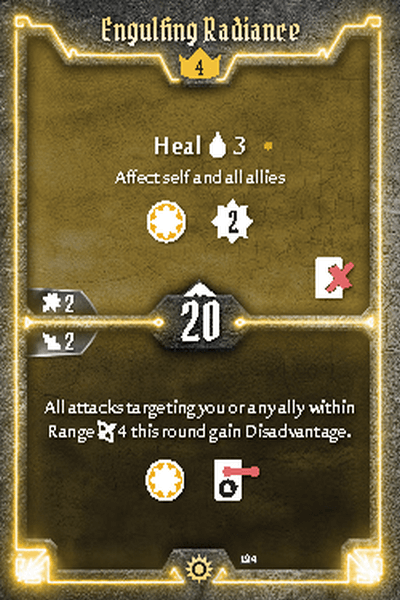 Engulfing Radiance
4
Heal 3
Affect self and all allies
2
2
20
2
All attacks targeting you or any ally within
Range 4 this round gain Disadvantage.